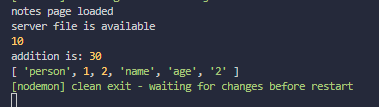 notes page loaded
server file is available
10
addition is: 30
[ 'person', 1, 2, 'name', 'age', '2' ]
[nodemon] clean exit - waiting for changes before restart